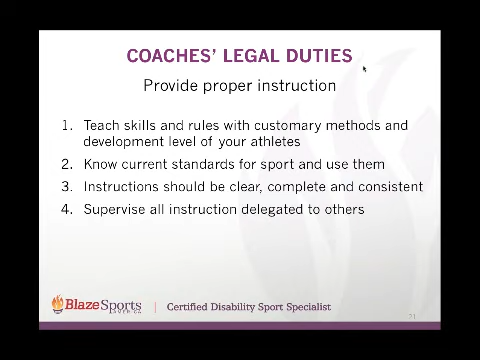 COACHES' LEGAL DUTIES
Provide proper instruction
1. Teach skills and rules with customary methods and
development level of your athletes
2. Know current standards for sport and use them
3. Instructions should be clear, complete and consistent
4. Supervise all instruction delegated to others
BlazeSports
AMERICA
Certified Disability Sport Specialist
21